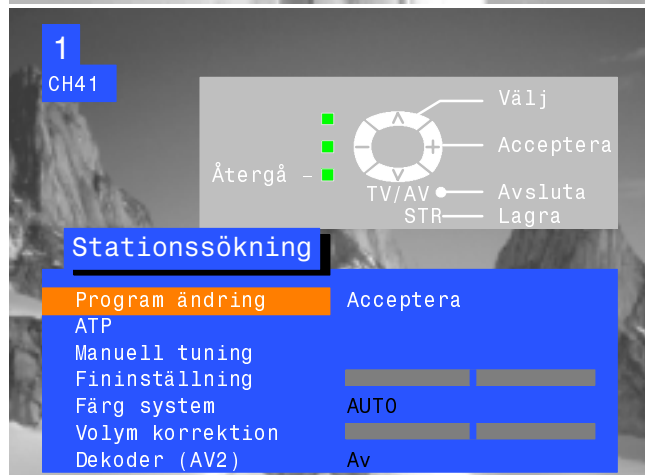 1
CH41
Välj
Acceptera
Återgå
TV/AV Avsluta
STR Lagra
Stationssökning
Program ändring Acceptera
ATP
Manuell tuning
Fininställning
Färg system AUTO
Volym korrektion
Dekoder (AV2) Av